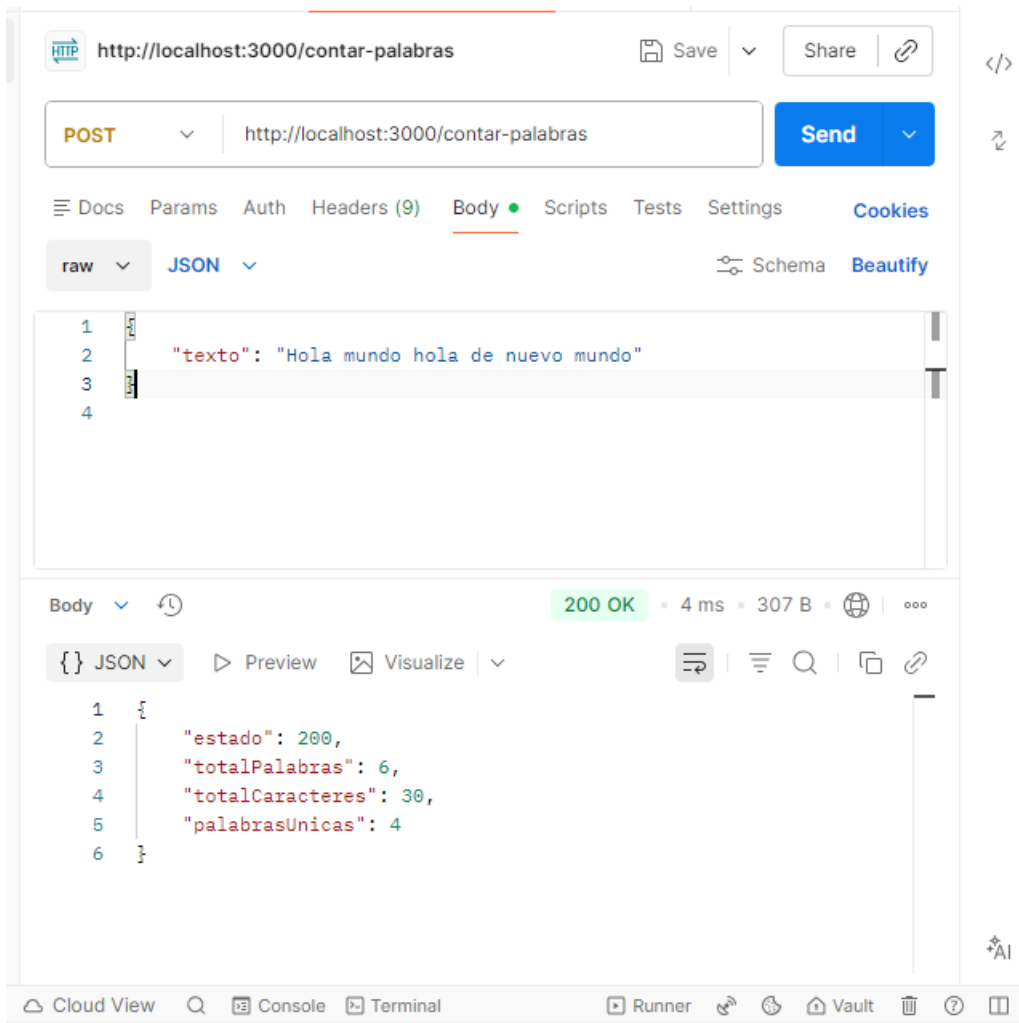 HTTP http://localhost:3000/contar-palabras Save Share
POST http://localhost:3000/contar-palabras Send
Docs Params Auth Headers (9) Body Scripts Tests Settings Cookies
raw JSON Schema Beautify
1 {
2 "texto": "Hola mundo hola de nuevo mundo"
3 }
4
Body 200 OK • 4 ms • 307 B •
{} JSON Preview Visualize
1 {
2 "estado": 200,
3 "totalPalabras": 6,
4 "totalCaracteres": 30,
5 "palabrasUnicas": 4
6 }
AI
Cloud View Console Terminal Runner Vault